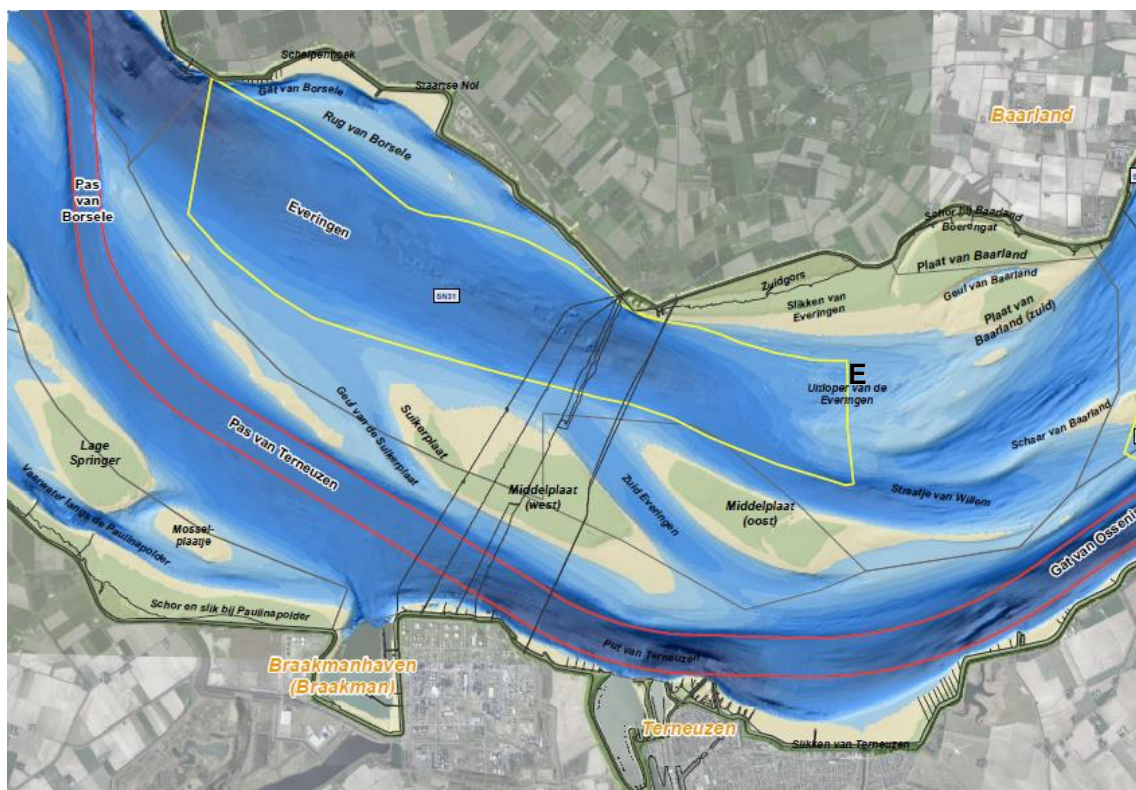 Schelpenhoek
Gat van Borsele
Staartse Nol
Rug van Borsele
Baarland
Pas
van
Borsele
Everingen
Schor bij Baarland
Boerengat
Plaat van Baarland
Zuidgors
Geul van Baarland
SN31
Slikken van
Everingen
Plaat van
Baarland (zuid)
E
Uitloper van de
Everingen
Geul van de Suikerplaat
Suikerplaat
Schaar van Baarland
Pas van Terneuzen
Lage
Springer
Middelplaat
(west)
Zuid Everingen
Middelplaat
(oost)
Straatje van Willem
Vaarwater langs de Paulinapolder
Mossel-
plaatje
Gat van Ossenis
Schor en slik bij Paulinapolder
Put van Terneuzen
Braakmanhaven
(Braakman)
Terneuzen
Slikken van Terneuzen